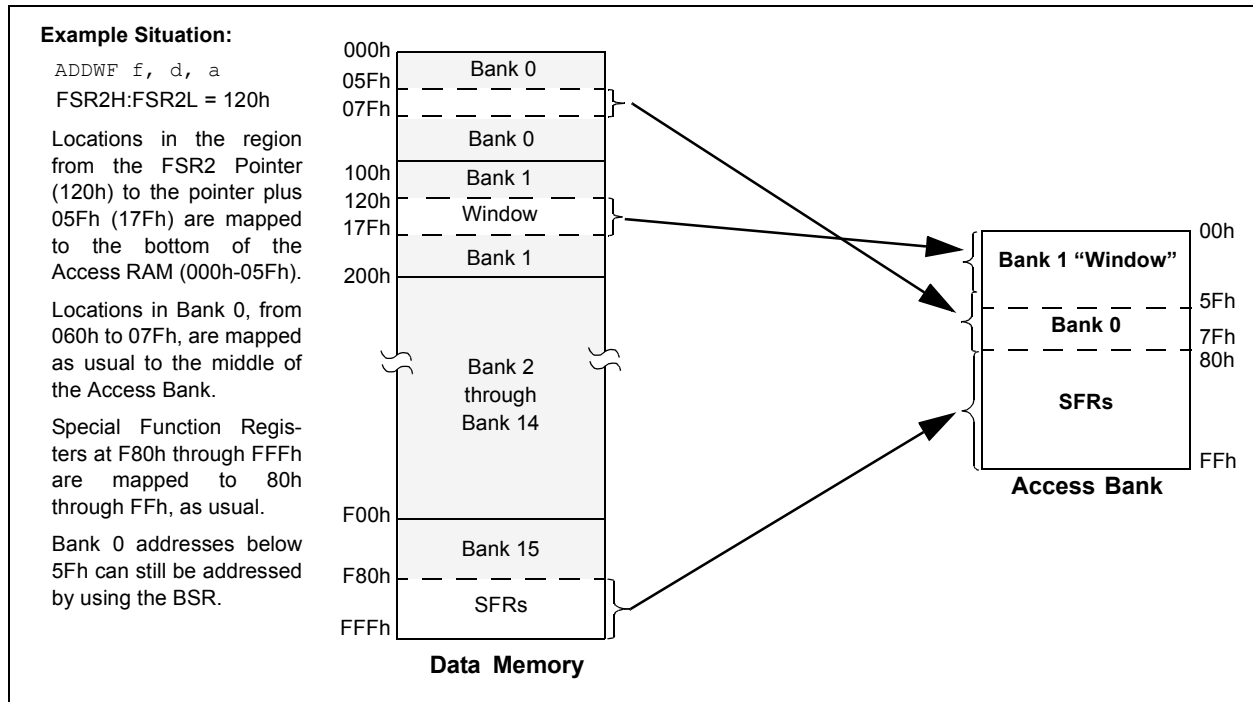 Example Situation:
ADDWF f, d, a
FSR2H:FSR2L = 120h
Locations in the region
from the FSR2 Pointer
(120h) to the pointer plus
05Fh (17Fh) are mapped
to the bottom of the
Access RAM (000h-05Fh).
Locations in Bank 0, from
060h to 07Fh, are mapped
as usual to the middle of
the Access Bank.
Special Function Regis-
ters at F80h through FFFh
are mapped to 80h
through FFh, as usual.
Bank 0 addresses below
5Fh can still be addressed
by using the BSR.
000h
Bank 0
05Fh
07Fh
Bank 0
100h
Bank 1
120h
Window
17Fh
Bank 1
200h
Bank 2
through
Bank 14
F00h
Bank 15
F80h
SFRs
FFFh
Data Memory
00h
Bank 1 “Window”
5Fh
Bank 0
7Fh
80h
SFRs
FFh
Access Bank